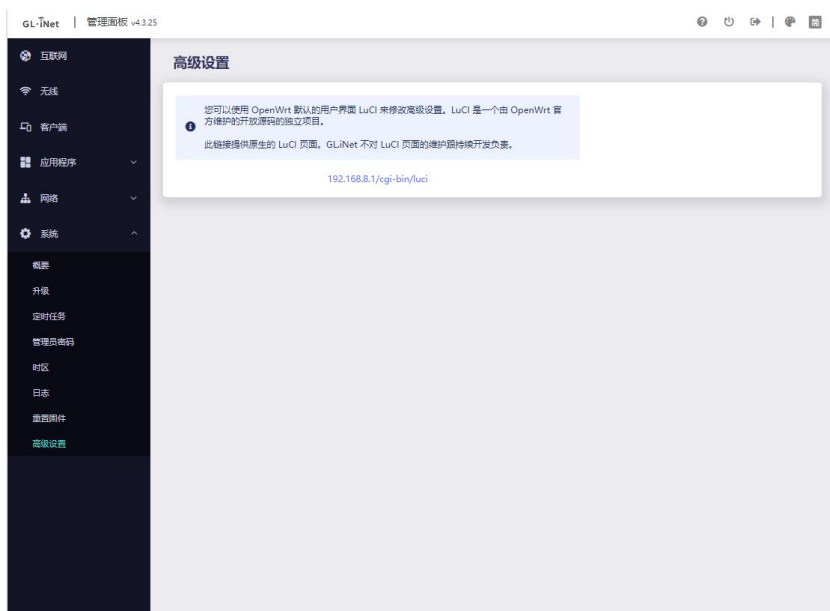 GL·iNet | 管理面板 v4.3.25
简
互联网
无线
客户端
应用程序
网络
系统
概要
升级
定时任务
管理员密码
时区
日志
重置固件
高级设置
高级设置
您可以使用 OpenWrt 默认的用户界面 LuCI 来修改高级设置。LuCI 是一个由 OpenWrt 官
方维护的开放源码的独立项目。
此链接提供原生的 LuCI 页面。GL.iNet 不对 LuCI 页面的维护跟持续开发负责。
192.168.8.1/cgi-bin/luci